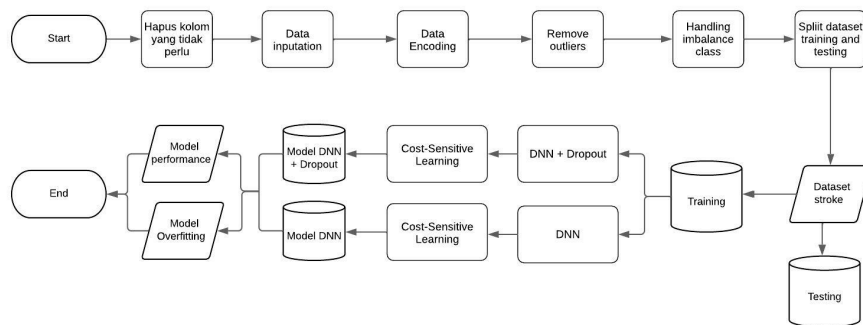 Start
Hapus kolom
yang tidak
perlu
Data
inputation
Data
Encoding
Remove
outliers
Handling
imbalance
class
Spliit dataset
training and
testing
Model
performance
Model DNN
+ Dropout
Cost-Sensitive
Learning
DNN + Dropout
End
Training
Dataset
stroke
Model
Overfitting
Model DNN
Cost-Sensitive
Learning
DNN
Testing